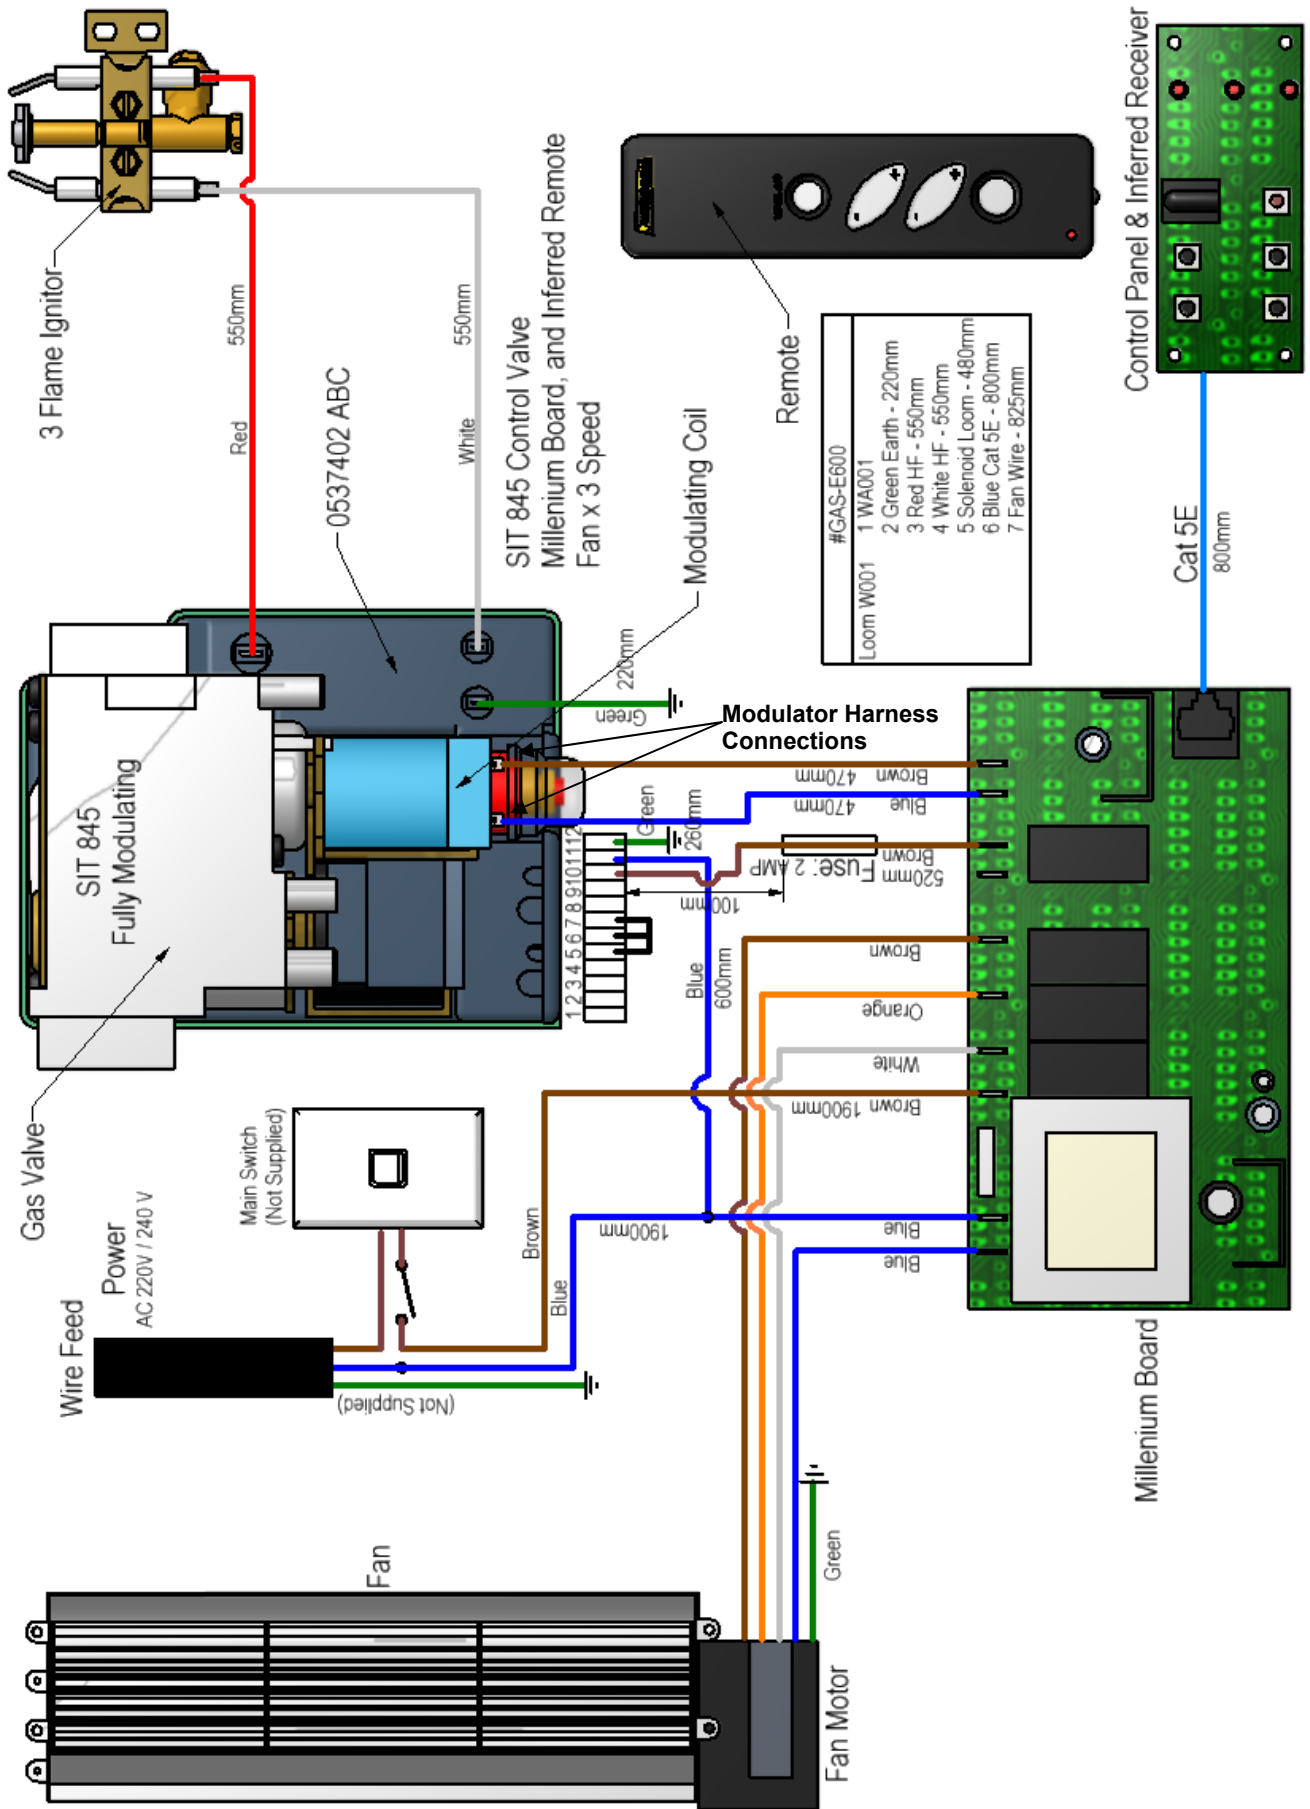 3 Flame Ignitor
Red
550mm
White
550mm
0537402 ABC
SIT 845 Control Valve
Millenium Board, and Inferred Remote
Fan x 3 Speed
Modulating Coil
Remote
Control Panel & Inferred Receiver
#GAS-E600
Loom W001
1 WA001
2 Green Earth - 220mm
3 Red HF - 550mm
4 White HF - 550mm
5 Solenoid Loom - 480mm
6 Blue Cat 5E - 800mm
7 Fan Wire - 825mm
Cat 5E
800mm
SIT 845
Fully Modulating
Gas Valve
Green
220mm
Modulator Harness
Connections
Brown
470mm
Blue
470mm
Green
260mm
Fuse: 2 AMP
Brown
520mm
100mm
1 2 3 4 5 6 7 8 9 10 11 12
Blue
600mm
Brown
Orange
White
Brown
1900mm
Blue
Blue
1900mm
Main Switch
(Not Supplied)
Power
AC 220V / 240 V
Wire Feed
(Not Supplied)
Brown
Blue
Fan
Green
Fan Motor
Millenium Board